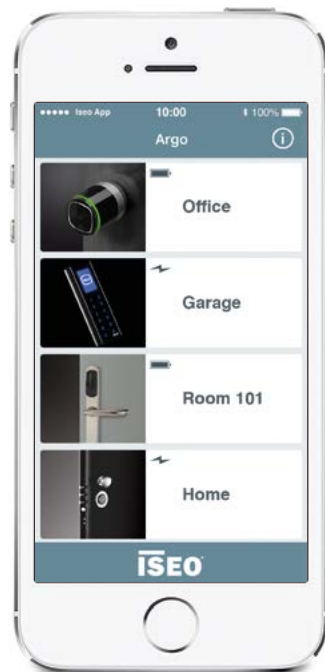 Iseo App 10:00 100%
Argo
Office
Garage
Room 101
Home
ISEO